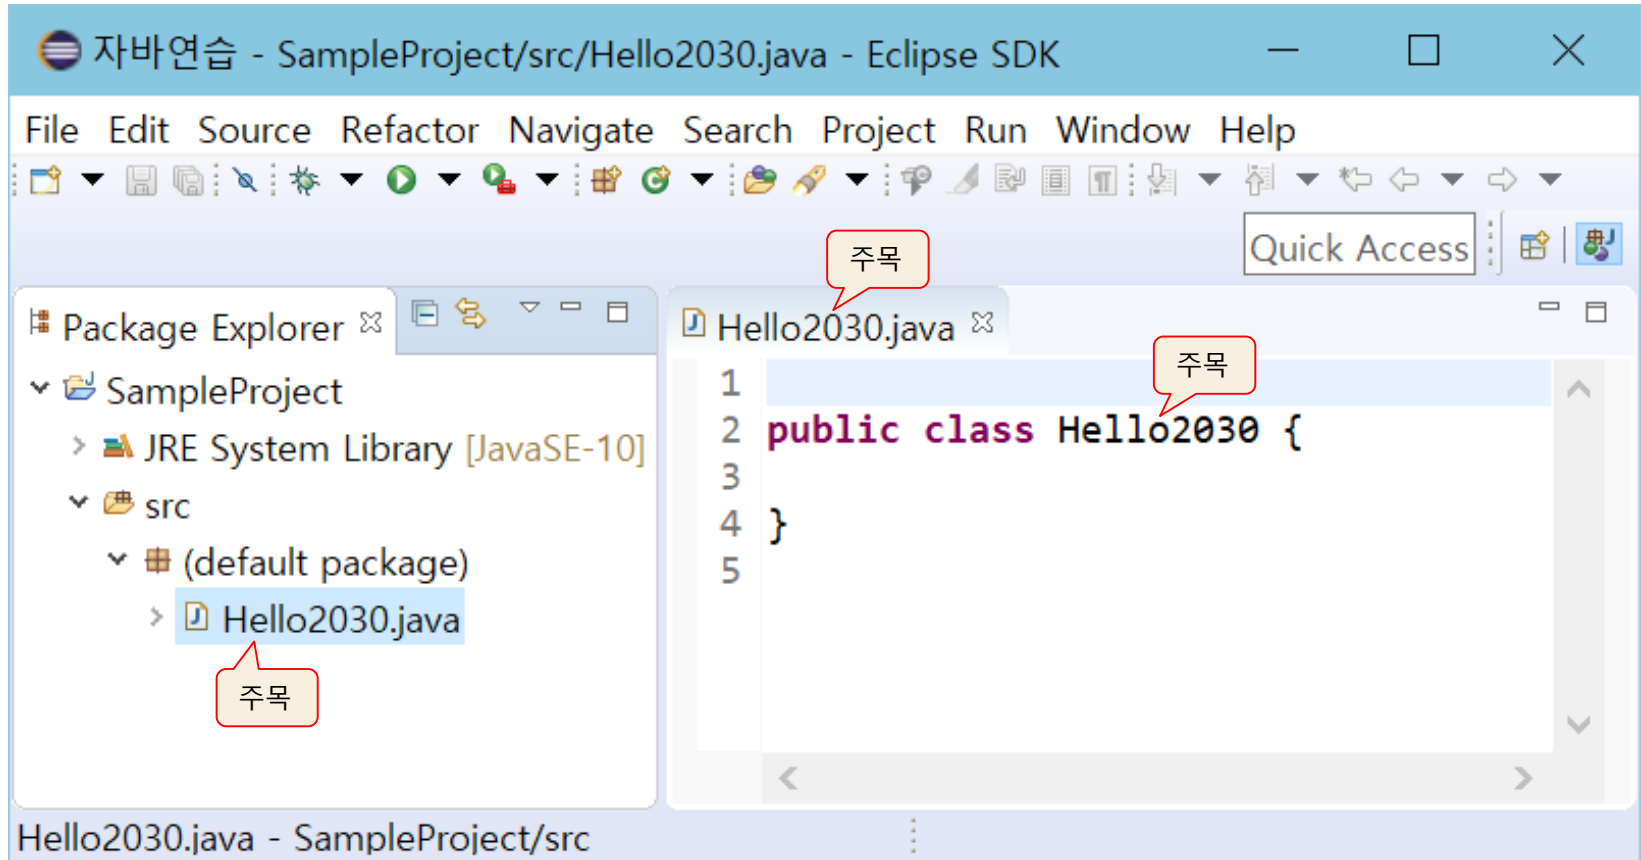 자바연습 - SampleProject/src/Hello2030.java - Eclipse SDK
File Edit Source Refactor Navigate Search Project Run Window Help
Quick Access
주목
Package Explorer
Hello2030.java
주목
SampleProject
JRE System Library [JavaSE-10]
src
(default package)
Hello2030.java
주목
1
2 public class Hello2030 {
3
4 }
5
Hello2030.java - SampleProject/src